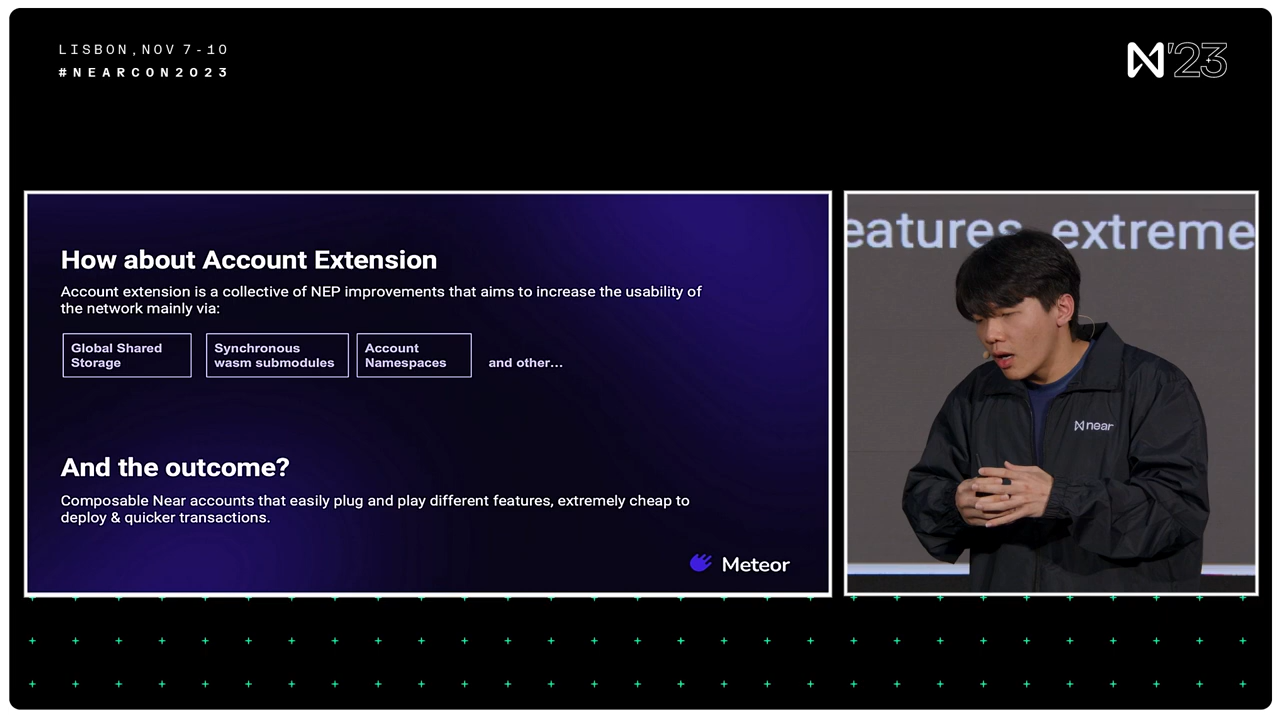 LISBON, NOV 7-10
#NEARCON2023
N'23
How about Account Extension
Account extension is a collective of NEP improvements that aims to increase the usability of
the network mainly via:
Global Shared
Storage
Synchronous
wasm submodules
Account
Namespaces
and other...
And the outcome?
Composable Near accounts that easily plug and play different features, extremely cheap to
deploy & quicker transactions.
Meteor
eatures, extreme
near